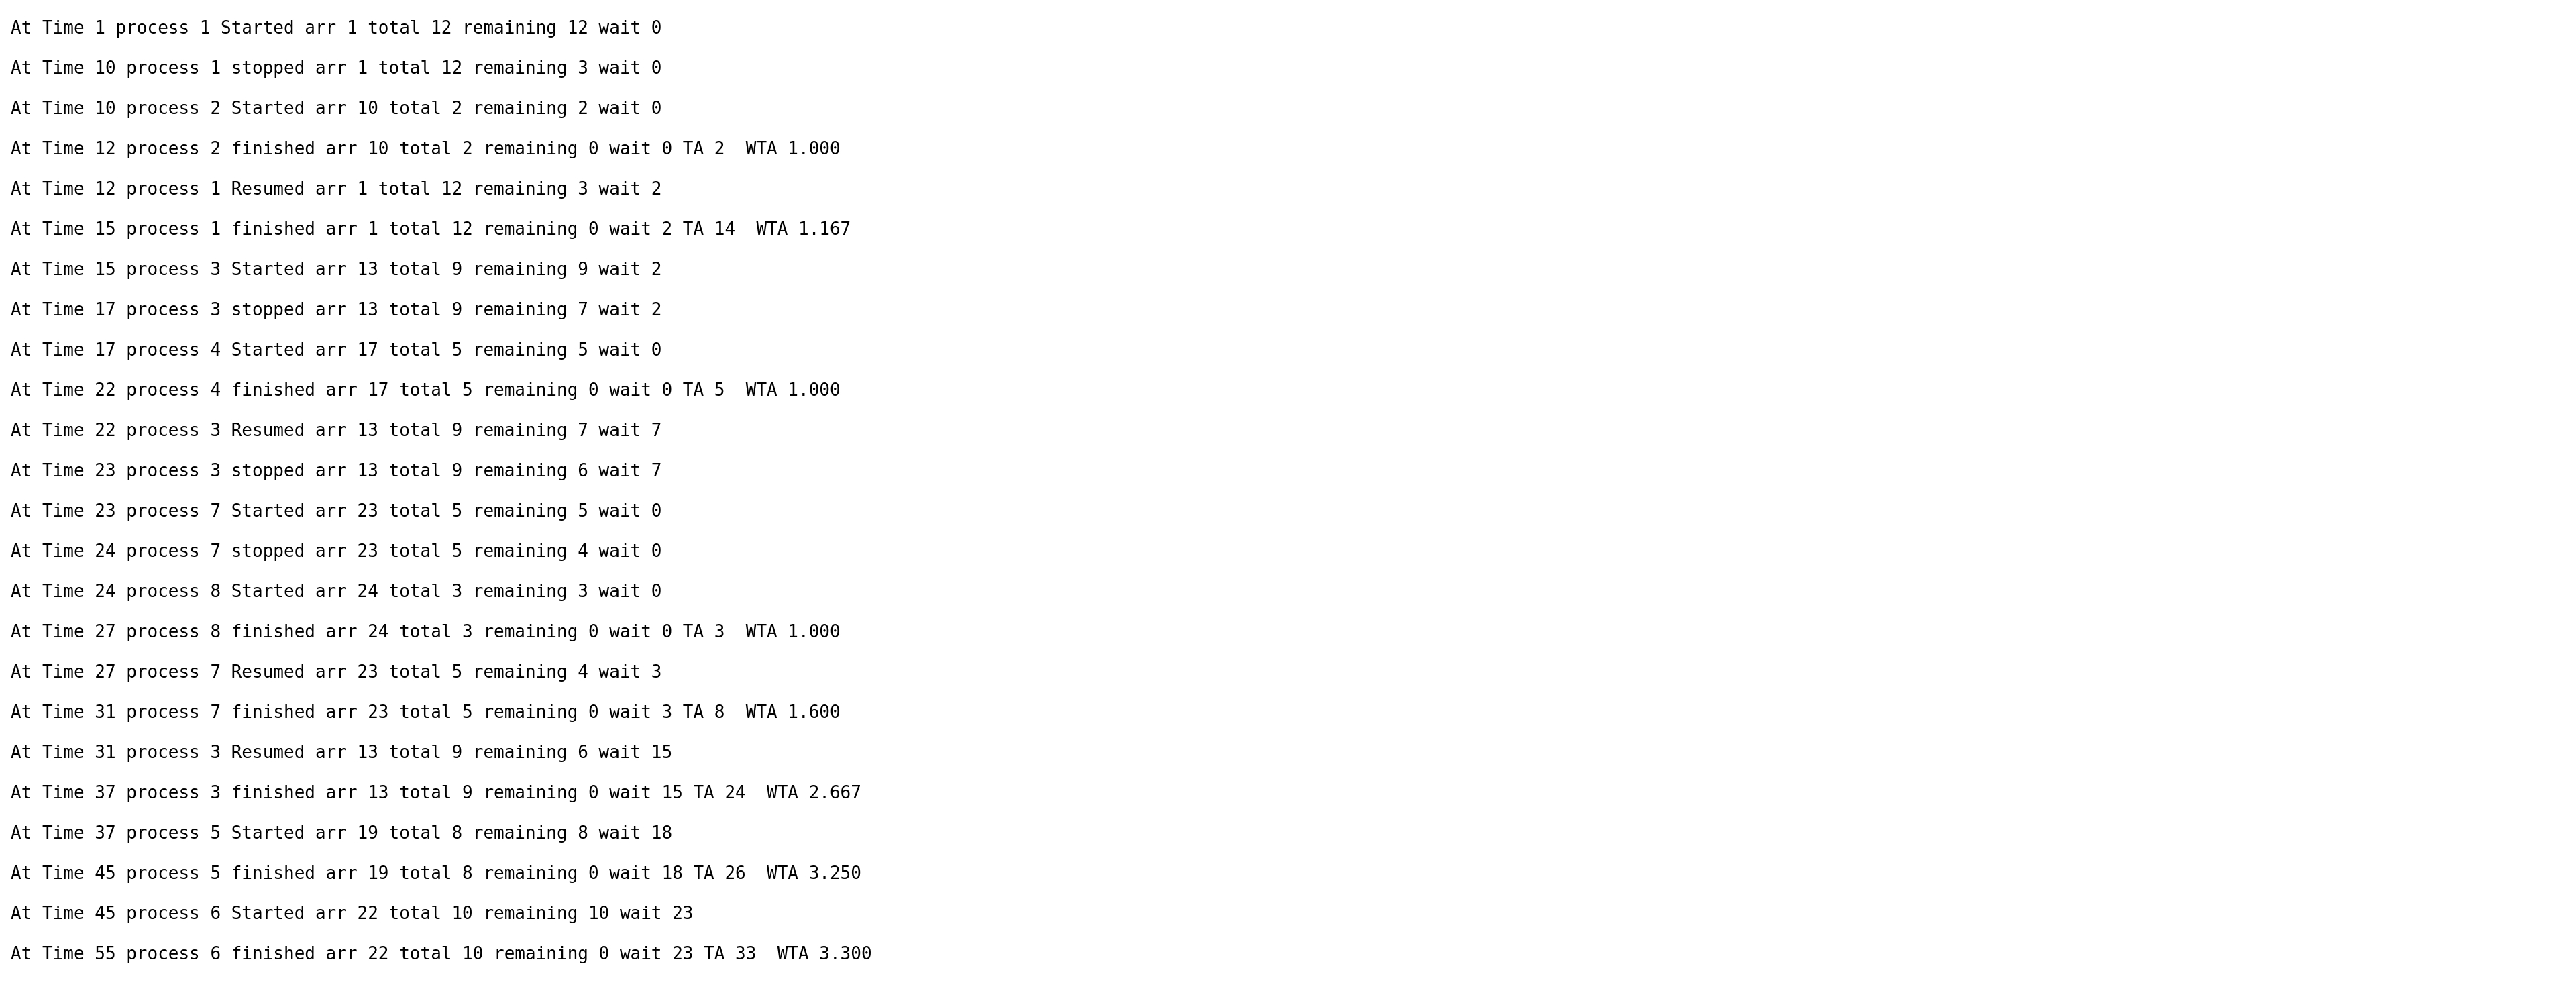 At Time 1 process 1 Started arr 1 total 12 remaining 12 wait 0
At Time 10 process 1 stopped arr 1 total 12 remaining 3 wait 0
At Time 10 process 2 Started arr 10 total 2 remaining 2 wait 0
At Time 12 process 2 finished arr 10 total 2 remaining 0 wait 0 TA 2  WTA 1.000
At Time 12 process 1 Resumed arr 1 total 12 remaining 3 wait 2
At Time 15 process 1 finished arr 1 total 12 remaining 0 wait 2 TA 14  WTA 1.167
At Time 15 process 3 Started arr 13 total 9 remaining 9 wait 2
At Time 17 process 3 stopped arr 13 total 9 remaining 7 wait 2
At Time 17 process 4 Started arr 17 total 5 remaining 5 wait 0
At Time 22 process 4 finished arr 17 total 5 remaining 0 wait 0 TA 5  WTA 1.000
At Time 22 process 3 Resumed arr 13 total 9 remaining 7 wait 7
At Time 23 process 3 stopped arr 13 total 9 remaining 6 wait 7
At Time 23 process 7 Started arr 23 total 5 remaining 5 wait 0
At Time 24 process 7 stopped arr 23 total 5 remaining 4 wait 0
At Time 24 process 8 Started arr 24 total 3 remaining 3 wait 0
At Time 27 process 8 finished arr 24 total 3 remaining 0 wait 0 TA 3  WTA 1.000
At Time 27 process 7 Resumed arr 23 total 5 remaining 4 wait 3
At Time 31 process 7 finished arr 23 total 5 remaining 0 wait 3 TA 8  WTA 1.600
At Time 31 process 3 Resumed arr 13 total 9 remaining 6 wait 15
At Time 37 process 3 finished arr 13 total 9 remaining 0 wait 15 TA 24  WTA 2.667
At Time 37 process 5 Started arr 19 total 8 remaining 8 wait 18
At Time 45 process 5 finished arr 19 total 8 remaining 0 wait 18 TA 26  WTA 3.250
At Time 45 process 6 Started arr 22 total 10 remaining 10 wait 23
At Time 55 process 6 finished arr 22 total 10 remaining 0 wait 23 TA 33  WTA 3.300